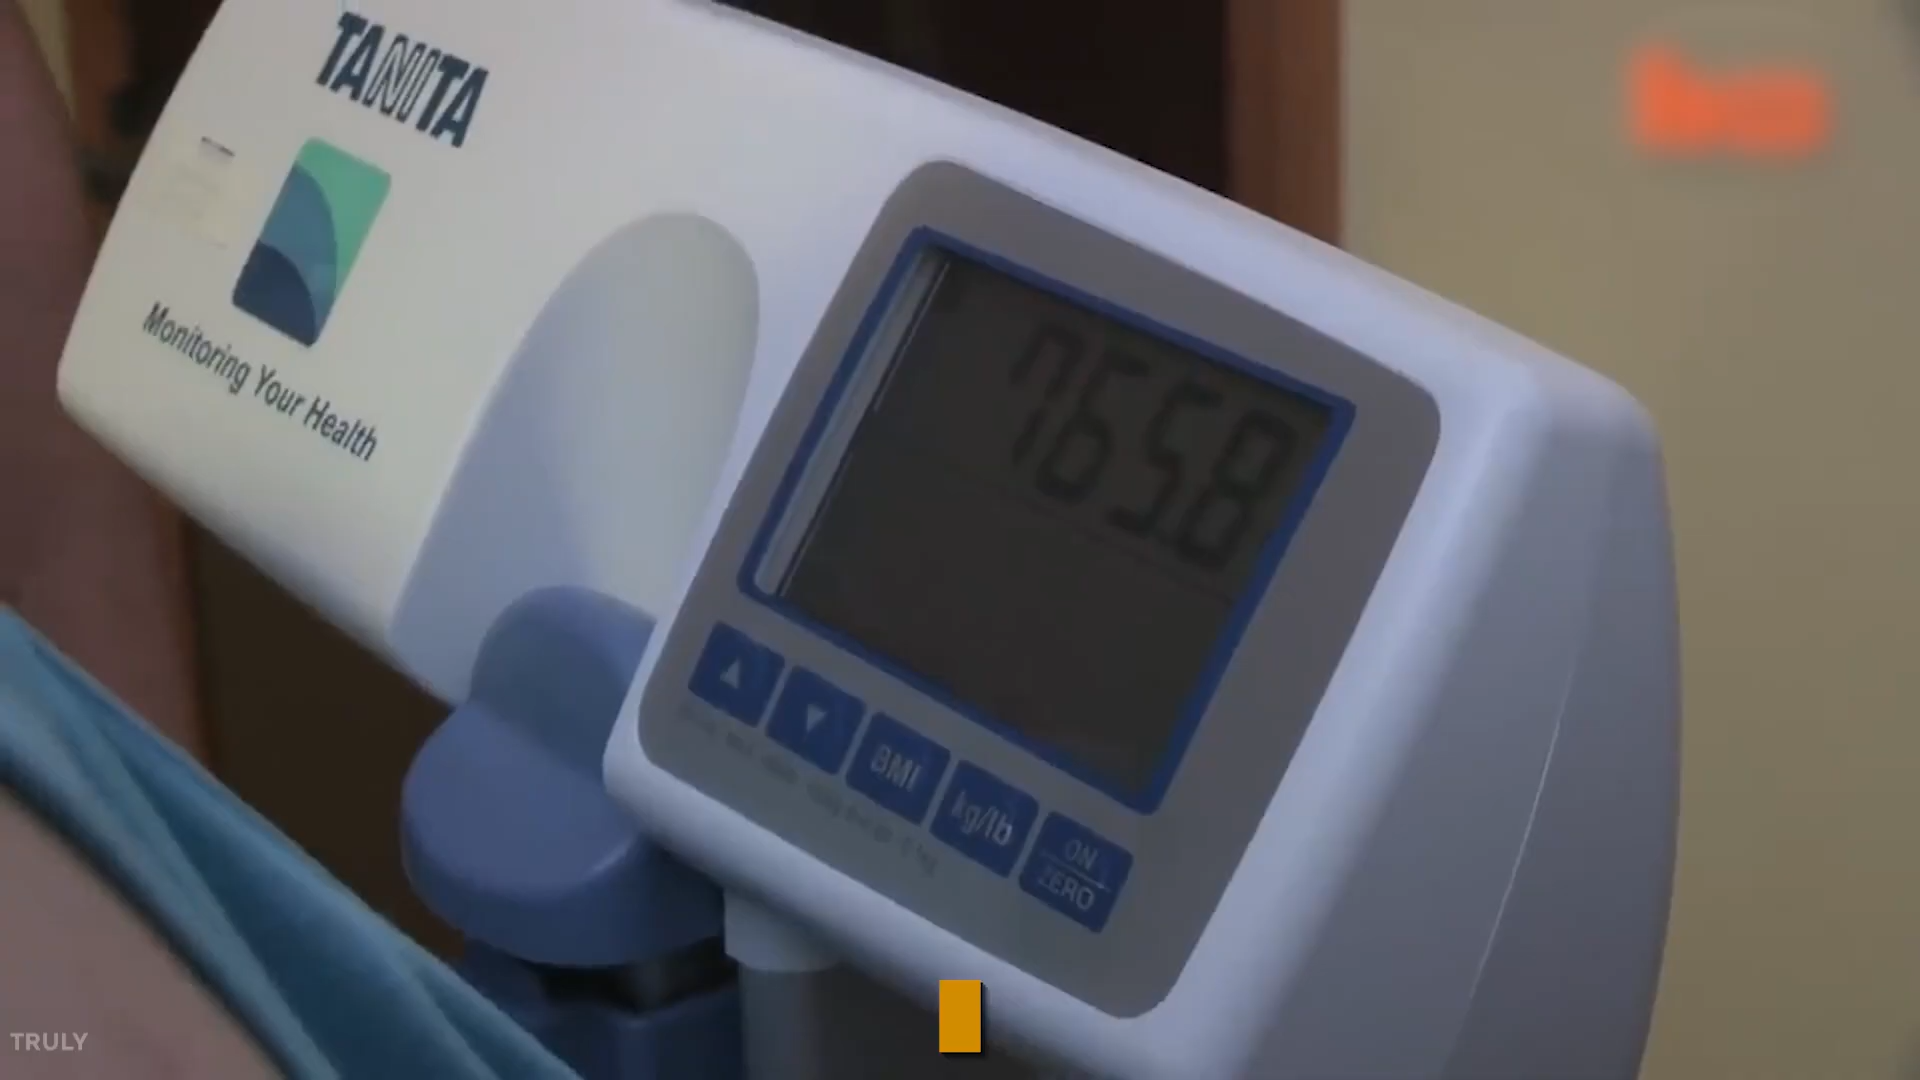 TANITA
Monitoring Your Health
765.8
BMI
kg/lb
ON
ZERO
TRULY